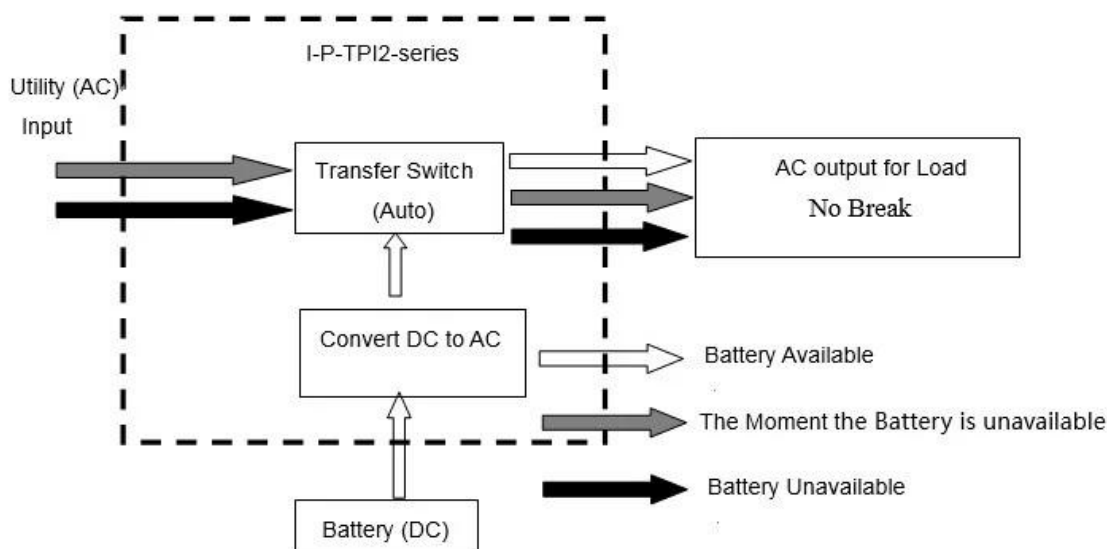 I-P-TPI2-series
Utility (AC)
Input
Transfer Switch
(Auto)
AC output for Load
No Break
Convert DC to AC
Battery Available
The Moment the Battery is unavailable
Battery Unavailable
Battery (DC)